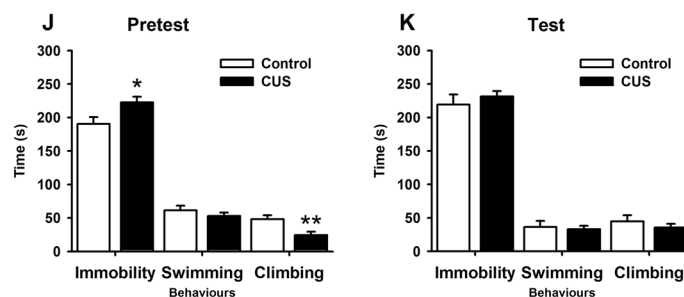 J Pretest
300
250
200
150
100
50
0
Time (s)
Control
CUS
*
**
Immobility Swimming Climbing
Behaviours
K Test
300
250
200
150
100
50
0
Time (s)
Control
CUS
Immobility Swimming Climbing
Behaviours